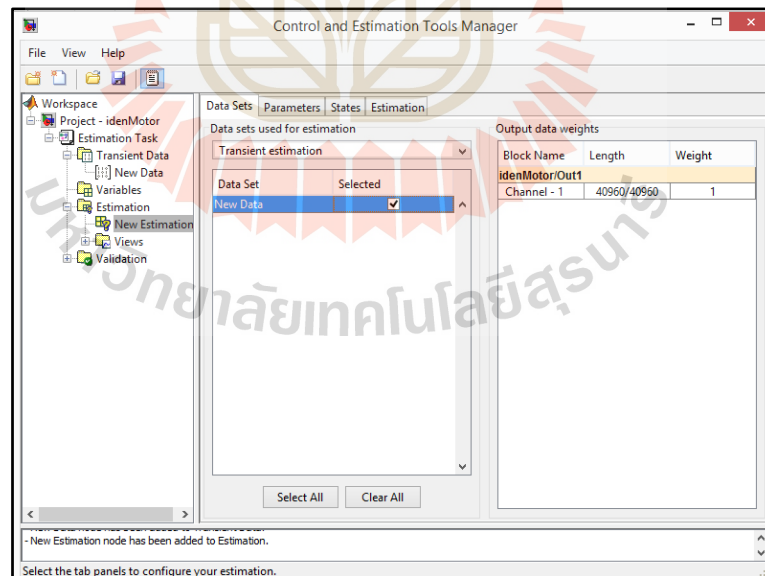 Control and Estimation Tools Manager
File View Help
Workspace
Project - idenMotor
Estimation Task
Transient Data
New Data
Variables
Estimation
New Estimation
Views
Validation
Data Sets Parameters States Estimation
Data sets used for estimation
Transient estimation
Data Set Selected
New Data
Select All Clear All
Output data weights
Block Name Length Weight
idenMotor/Out1
Channel - 1 40960/40960 1
- New Estimation node has been added to Estimation.
Select the tab panels to configure your estimation.
มหาวิทยาลัยเทคโนโลยีสุรนารี